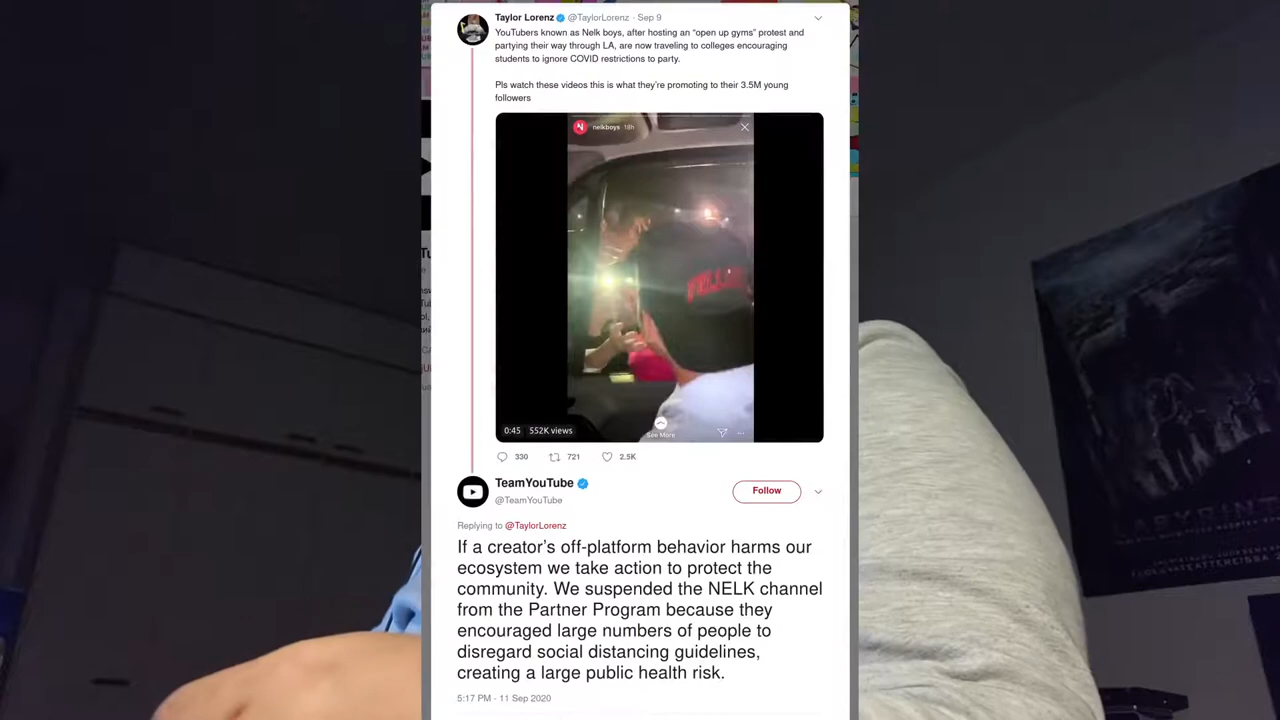 Taylor Lorenz @TaylorLorenz · Sep 9
YouTubers known as Nelk boys, after hosting an “open up gyms” protest and
partying their way through LA, are now traveling to colleges encouraging
students to ignore COVID restrictions to party.
Pls watch these videos this is what they’re promoting to their 3.5M young
followers
nelkboys 18h
0:45 552K views
See More
330 721 2.5K
TeamYouTube
@TeamYouTube
Follow
Replying to @TaylorLorenz
If a creator’s off-platform behavior harms our
ecosystem we take action to protect the
community. We suspended the NELK channel
from the Partner Program because they
encouraged large numbers of people to
disregard social distancing guidelines,
creating a large public health risk.
5:17 PM · 11 Sep 2020
LABYRINTH